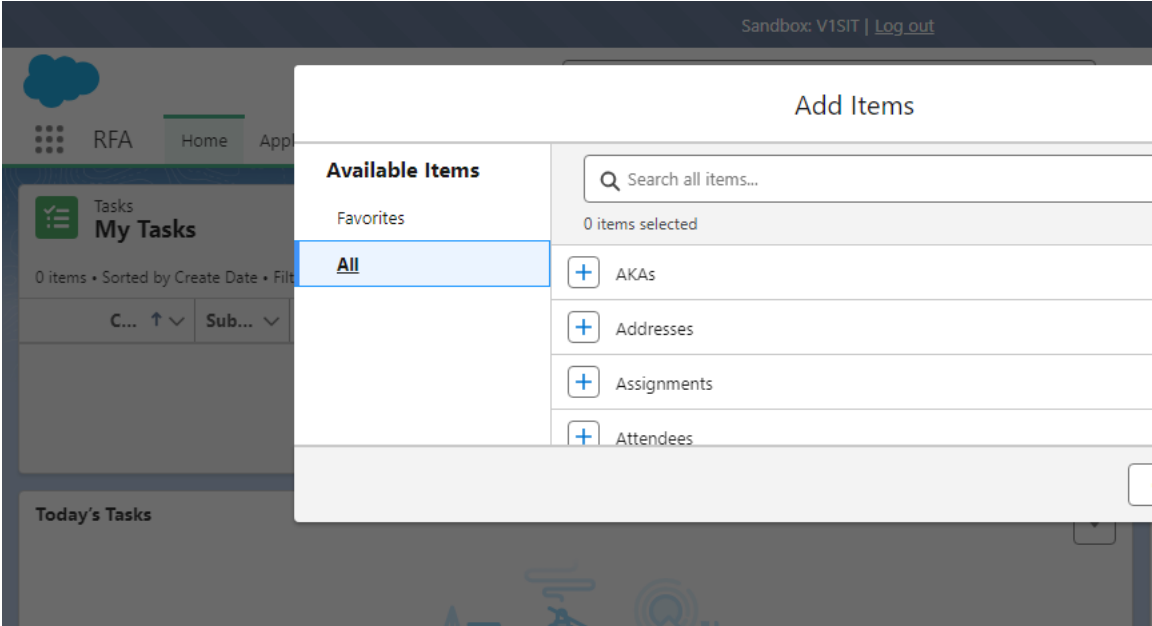 Sandbox: V1SIT | Log out
Add Items
RFA Home Appl
Available Items
Search all items...
Favorites
0 items selected
All
AKAs
Addresses
Assignments
Attendees
Tasks
My Tasks
0 items • Sorted by Create Date • Filt
C... Sub...
Today's Tasks